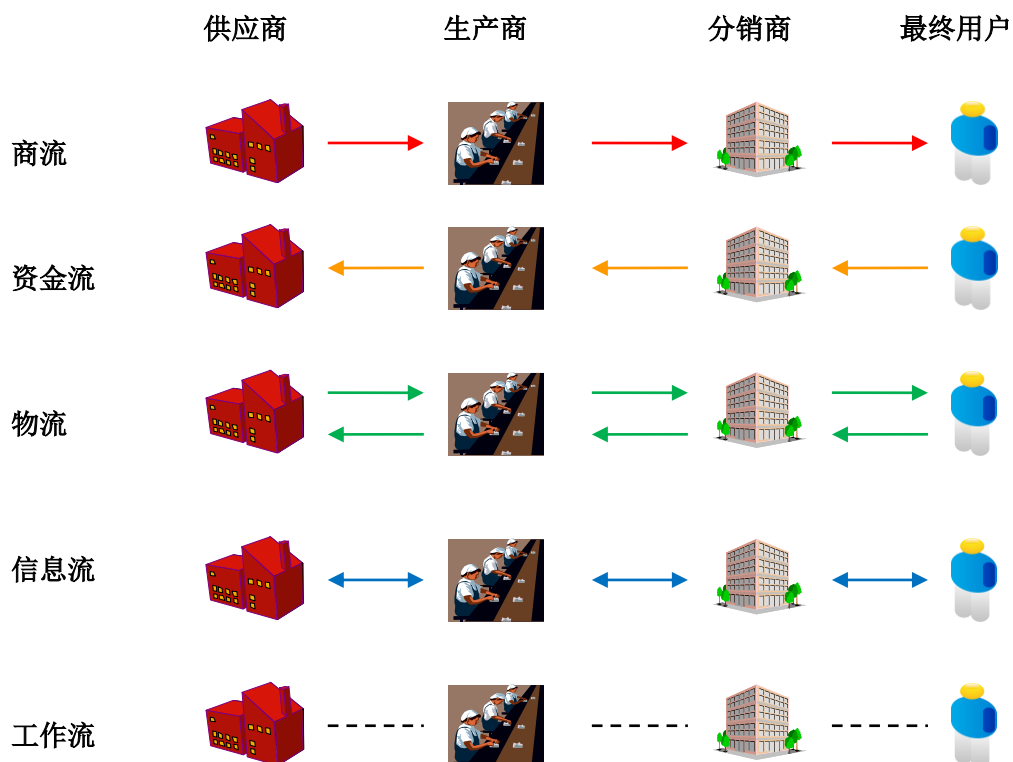 供应商 生产商 分销商 最终用户
商流
资金流
物流
信息流
工作流